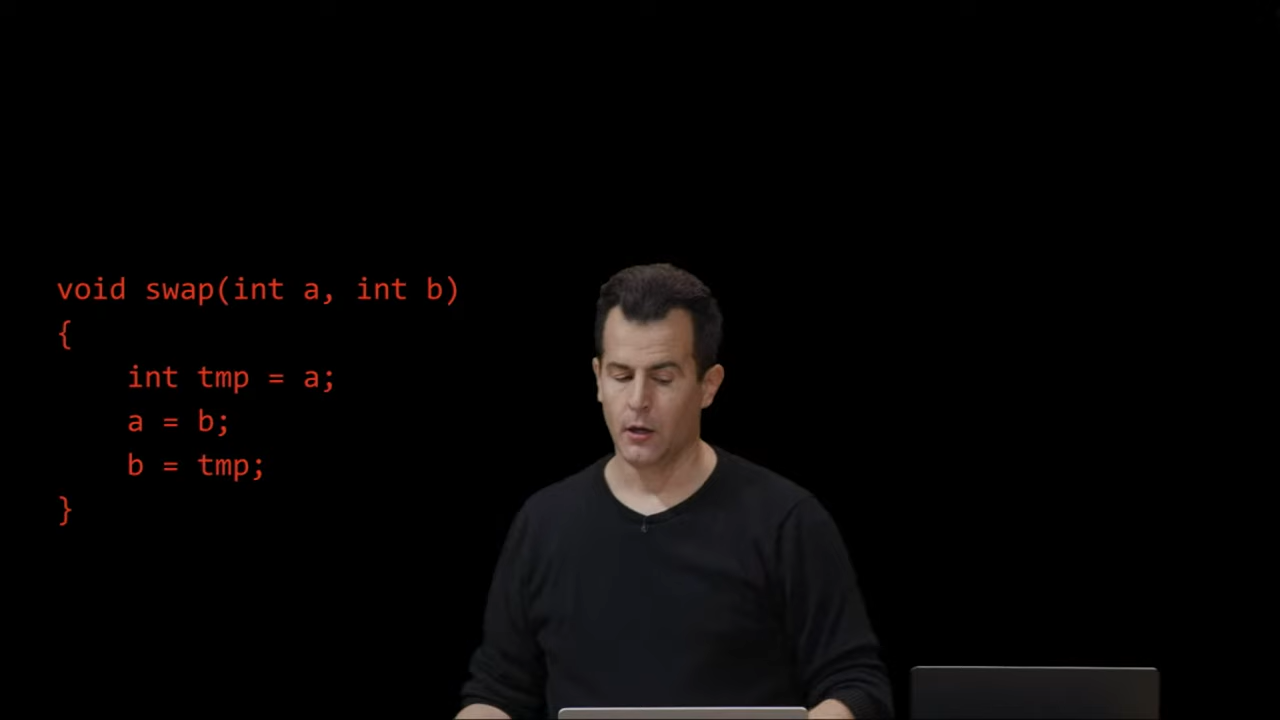 void swap(int a, int b)
{
    int tmp = a;
    a = b;
    b = tmp;
}